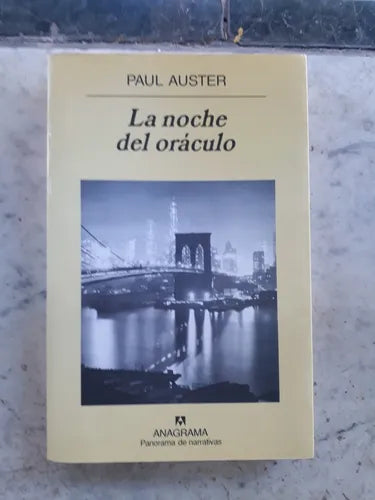 PAUL AUSTER
La noche
del oráculo
ANAGRAMA
Panorama de narrativas